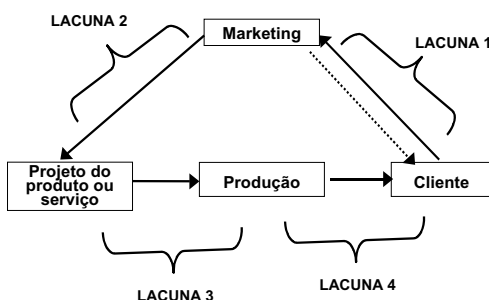 LACUNA 2
Marketing
LACUNA 1
Projeto do
produto ou
serviço
Produção
Cliente
LACUNA 3
LACUNA 4